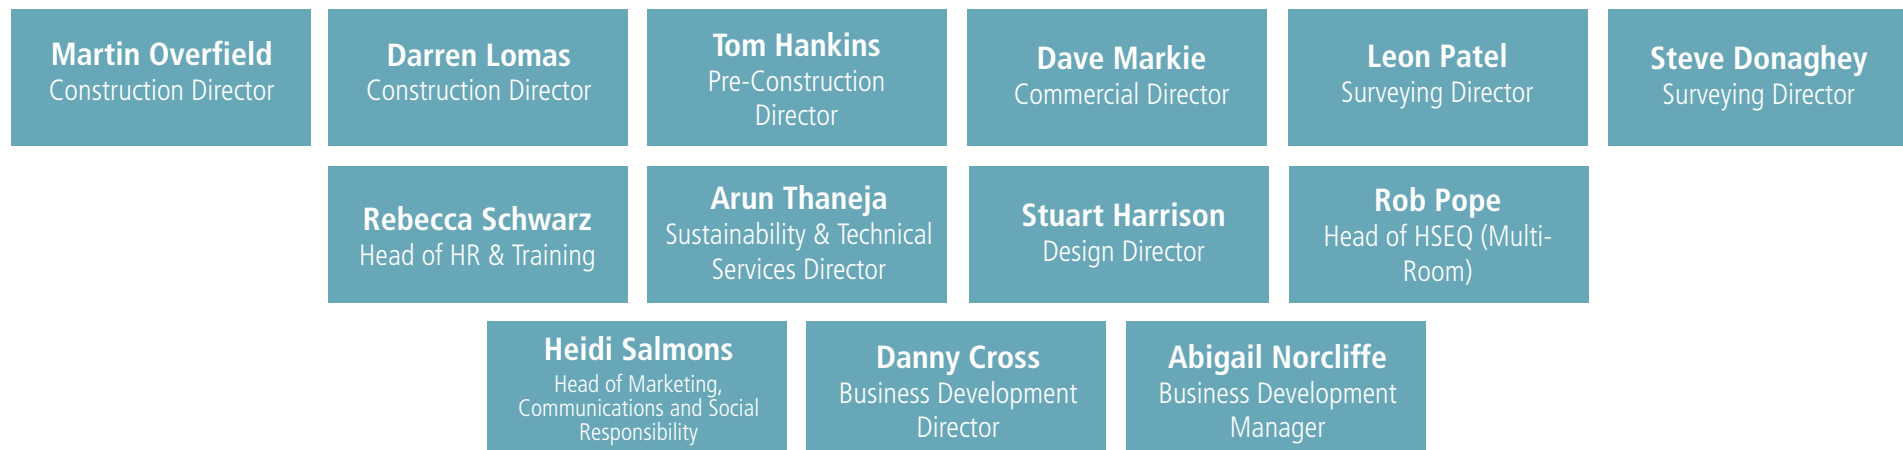 Martin Overfield
Construction Director
Darren Lomas
Construction Director
Tom Hankins
Pre-Construction
Director
Dave Markie
Commercial Director
Leon Patel
Surveying Director
Steve Donaghey
Surveying Director
Rebecca Schwarz
Head of HR & Training
Arun Thaneja
Sustainability & Technical
Services Director
Stuart Harrison
Design Director
Rob Pope
Head of HSEQ (Multi-
Room)
Heidi Salmons
Head of Marketing,
Communications and Social
Responsibility
Danny Cross
Business Development
Director
Abigail Norcliffe
Business Development
Manager